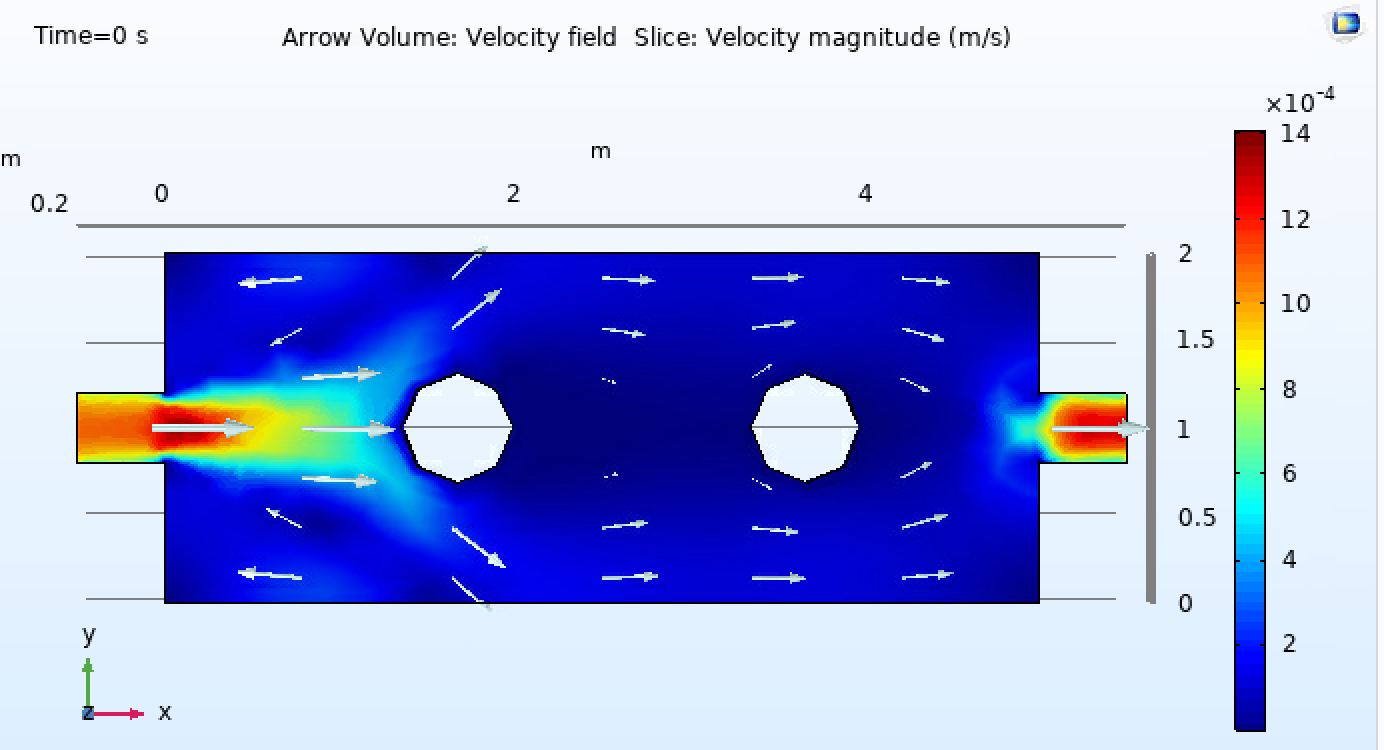 Time=0 s
Arrow Volume: Velocity field Slice: Velocity magnitude (m/s)
×10⁻⁴
14
m
m
0.2
0
2
4
12
2
10
1.5
8
1
6
0.5
4
0
2
y
z
x